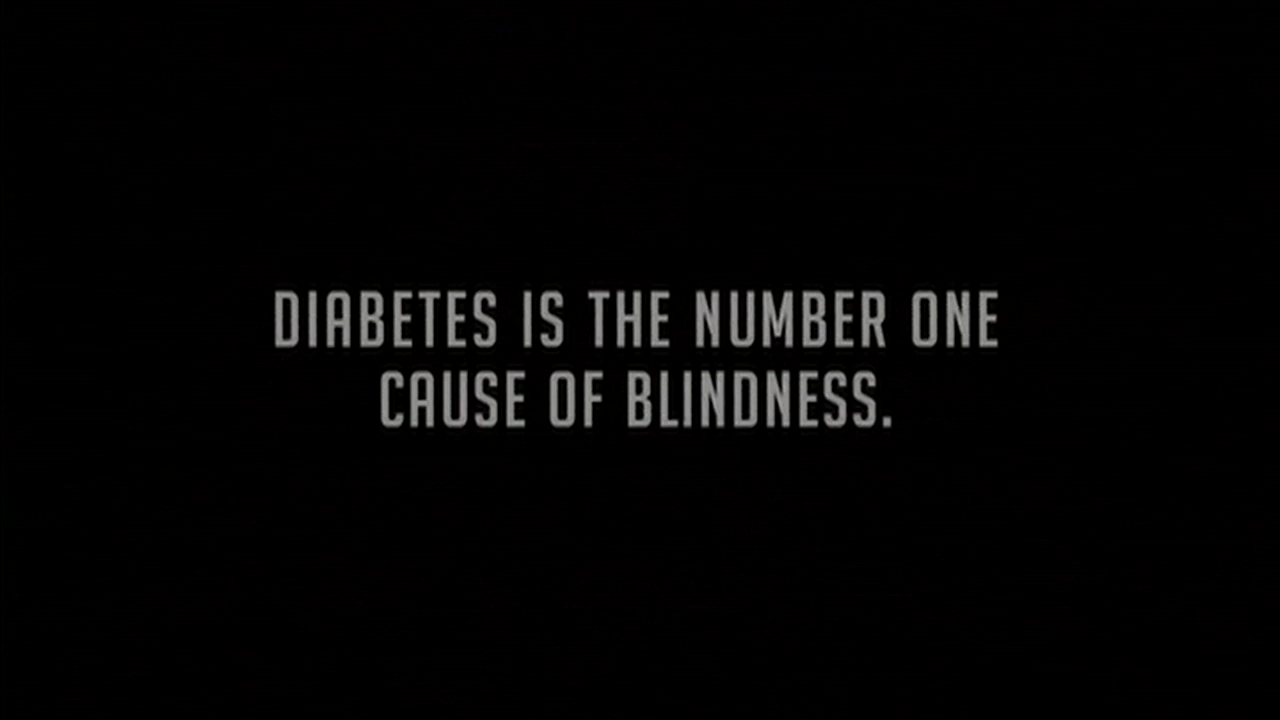 DIABETES IS THE NUMBER ONE
CAUSE OF BLINDNESS.